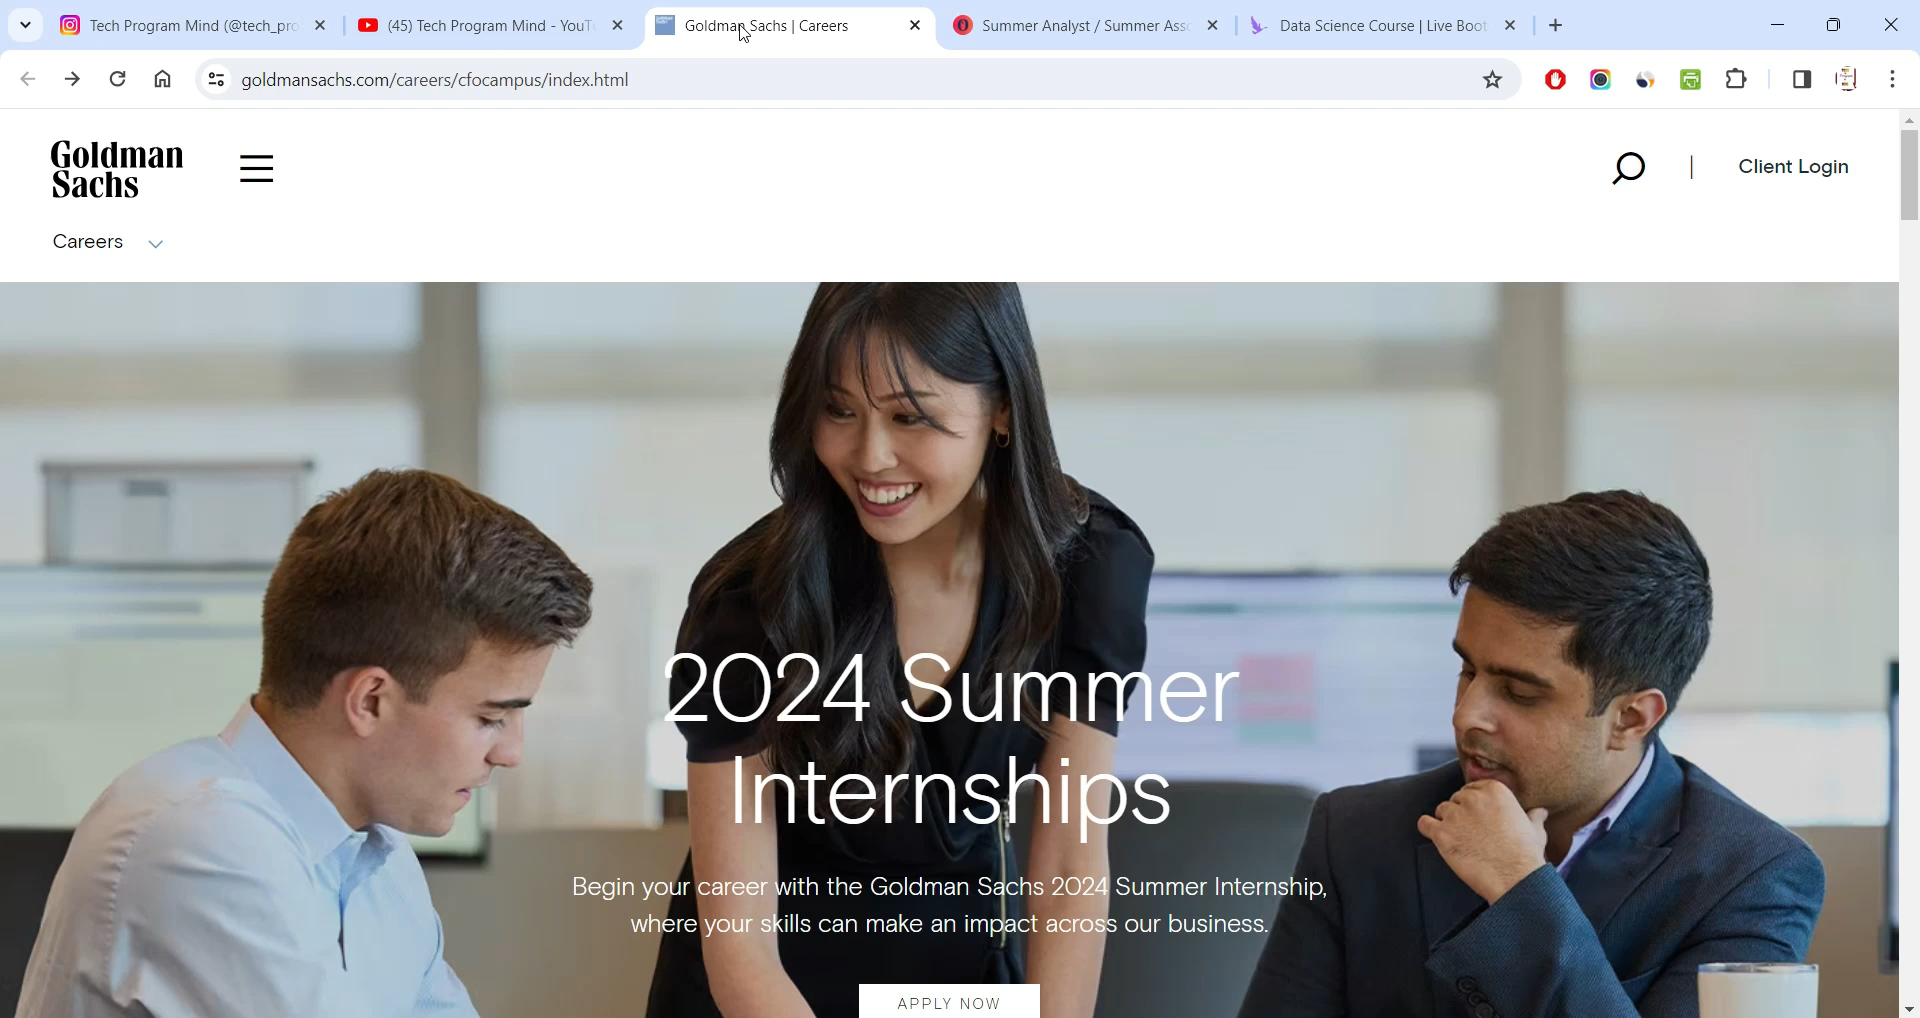 Tech Program Mind (@tech_pro
(45) Tech Program Mind - YouT
Goldman Sachs | Careers
Summer Analyst / Summer Asso
Data Science Course | Live Boot
goldmansachs.com/careers/cfocampus/index.html
Goldman
Sachs
Client Login
Careers
2024 Summer
Internships
Begin your career with the Goldman Sachs 2024 Summer Internship,
where your skills can make an impact across our business.
APPLY NOW